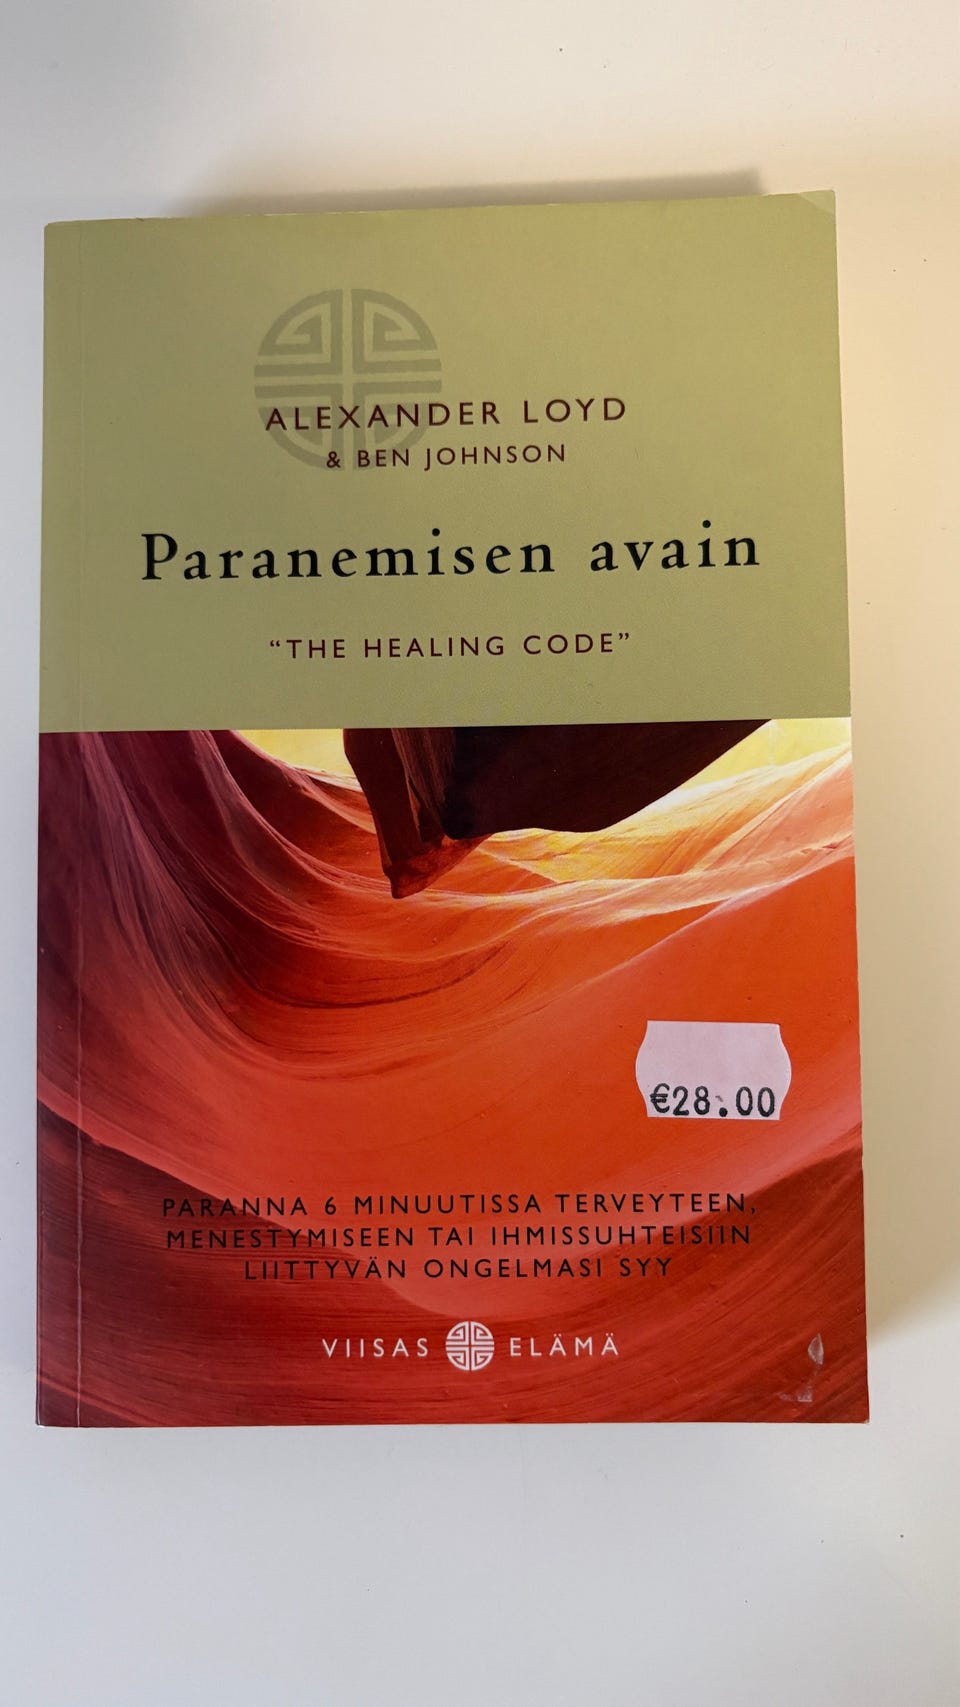 ALEXANDER LOYD
& BEN JOHNSON
Paranemisen avain
“THE HEALING CODE”
€28.00
PARANNA 6 MINUUTISSA TERVEYTEEN,
MENESTYMISEEN TAI IHMISSUHTEISIIN
LIITTYVÄN ONGELMASI SYY
VIISAS ELÄMÄ